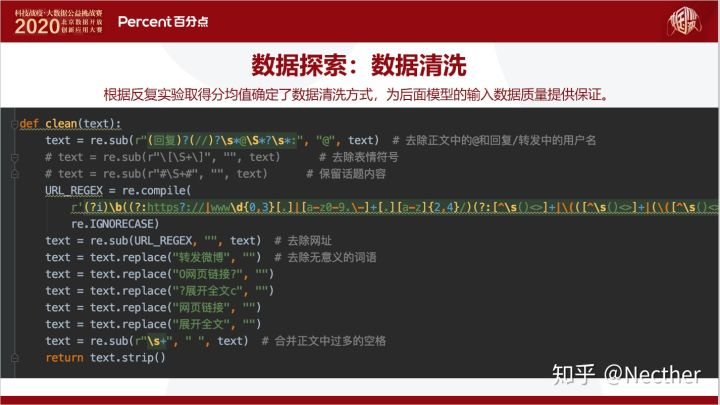 科技战疫·大数据公益挑战赛
2020 北京数据开放
创新应用大赛
Percent 百分点
数据探索：数据清洗
根据反复实验取得分均值确定了数据清洗方式，为后面模型的输入数据质量提供保证。
def clean(text):
    text = re.sub(r"(回复)?(//)?\s*@\S*?\s*:", "@", text)  # 去除正文中的@和回复/转发中的用户名
    # text = re.sub(r"\[\S+\]", "", text)      # 去除表情符号
    # text = re.sub(r"#\S+#", "", text)      # 保留话题内容
    URL_REGEX = re.compile(
        r'(?i)\b((?:https?://|www\d{0,3}[.]|[a-z0-9.\-]+[.][a-z]{2,4}/)(?:[^\s()<>]+|\(([^\s()<>]+|(\([^\s()<>
        re.IGNORECASE)
    text = re.sub(URL_REGEX, "", text)  # 去除网址
    text = text.replace("转发微博", "")  # 去除无意义的词语
    text = text.replace("O网页链接?", "")
    text = text.replace("?展开全文c", "")
    text = text.replace("网页链接", "")
    text = text.replace("展开全文", "")
    text = re.sub(r"\s+", " ", text)  # 合并正文中过多的空格
    return text.strip()
知乎 @Necther